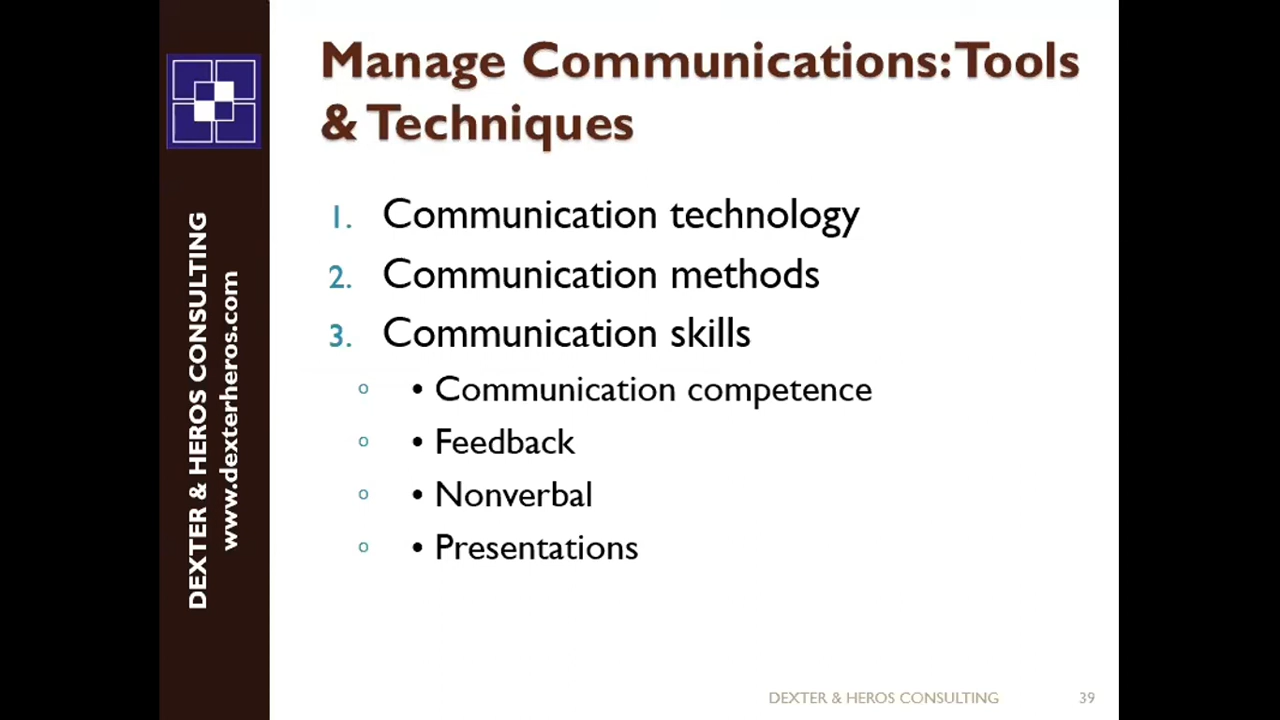 Manage Communications: Tools
& Techniques
1. Communication technology
2. Communication methods
3. Communication skills
o • Communication competence
o • Feedback
o • Nonverbal
o • Presentations
DEXTER & HEROS CONSULTING
www.dexterheros.com
DEXTER & HEROS CONSULTING 39